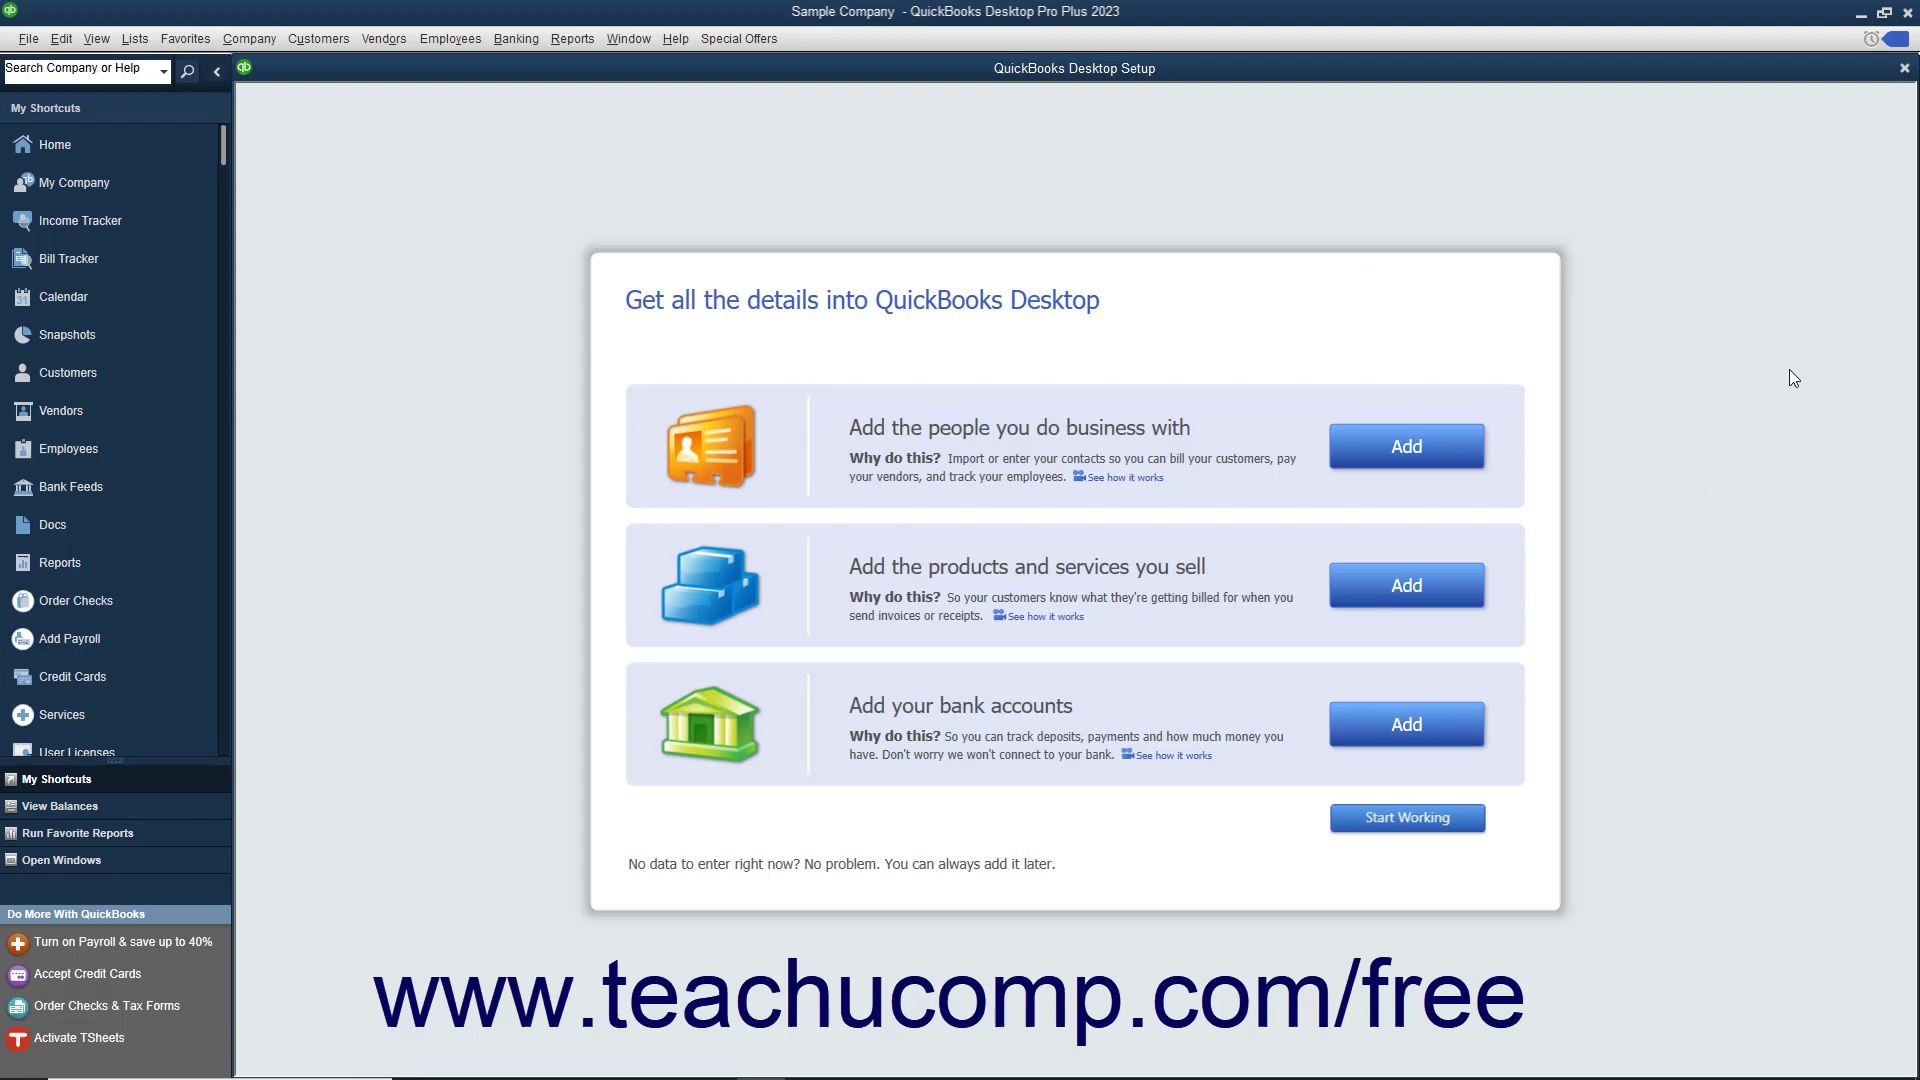 Sample Company - QuickBooks Desktop Pro Plus 2023
File Edit View Lists Favorites Company Customers Vendors Employees Banking Reports Window Help Special Offers
Search Company or Help
QuickBooks Desktop Setup
My Shortcuts
Home
My Company
Income Tracker
Bill Tracker
Calendar
Snapshots
Customers
Vendors
Employees
Bank Feeds
Docs
Reports
Order Checks
Add Payroll
Credit Cards
Services
User Licenses
My Shortcuts
View Balances
Run Favorite Reports
Open Windows
Do More With QuickBooks
Turn on Payroll & save up to 40%
Accept Credit Cards
Order Checks & Tax Forms
Activate TSheets
Get all the details into QuickBooks Desktop
Add the people you do business with
Why do this? Import or enter your contacts so you can bill your customers, pay
your vendors, and track your employees. See how it works
Add
Add the products and services you sell
Why do this? So your customers know what they're getting billed for when you
send invoices or receipts. See how it works
Add
Add your bank accounts
Why do this? So you can track deposits, payments and how much money you
have. Don't worry we won't connect to your bank. See how it works
Add
Start Working
No data to enter right now? No problem. You can always add it later.
www.teachucomp.com/free